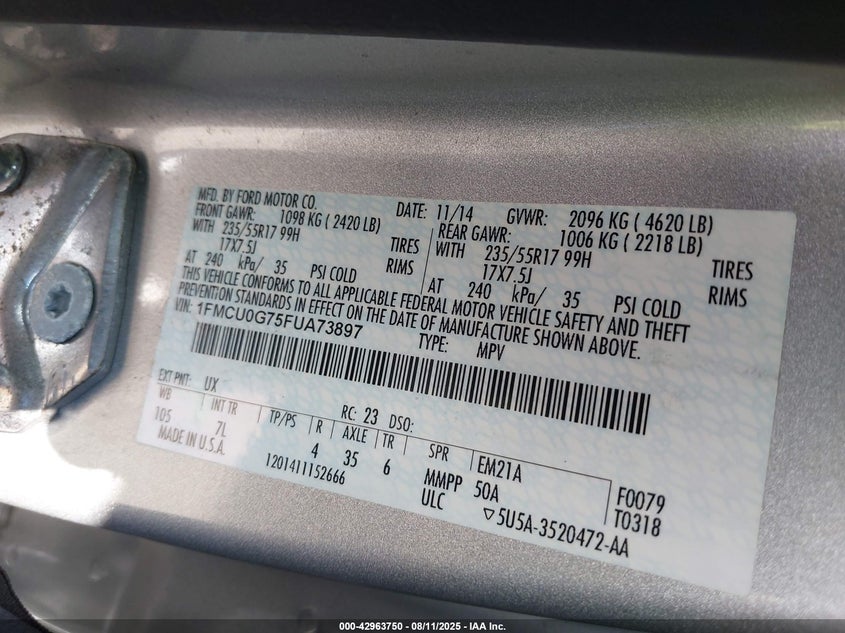 MFD. BY FORD MOTOR CO.
DATE: 11/14 GVWR: 2096 KG ( 4620 LB)
FRONT GAWR: 1098 KG ( 2420 LB)
REAR GAWR: 1006 KG ( 2218 LB)
WITH 235/55R17 99H TIRES
WITH 235/55R17 99H TIRES
17X7.5J RIMS
17X7.5J RIMS
AT 240 kPa/ 35 PSI COLD
AT 240 kPa/ 35 PSI COLD
THIS VEHICLE CONFORMS TO ALL APPLICABLE FEDERAL MOTOR VEHICLE SAFETY AND THEFT
PREVENTION STANDARDS IN EFFECT ON THE DATE OF MANUFACTURE SHOWN ABOVE.
VIN: 1FMCU0G75FUA73897 TYPE: MPV
EXT PNT: UX RC: 23 DSO:
WB INT TR TP/PS R AXLE TR SPR EM21A
105 7L 4 35 6 MMPP 50A F0079
MADE IN U.S.A. 1201411152666 ULC T0318
▽5U5A-3520472-AA
000-42963750 - 08/11/2025 - IAA Inc.